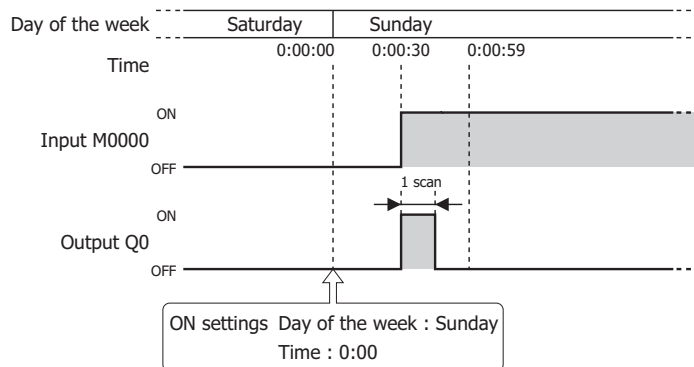 Day of the week Saturday Sunday
Time 0:00:00 0:00:30 0:00:59
ON
Input M0000
OFF
1 scan
ON
Output Q0
OFF
ON settings Day of the week : Sunday
Time : 0:00